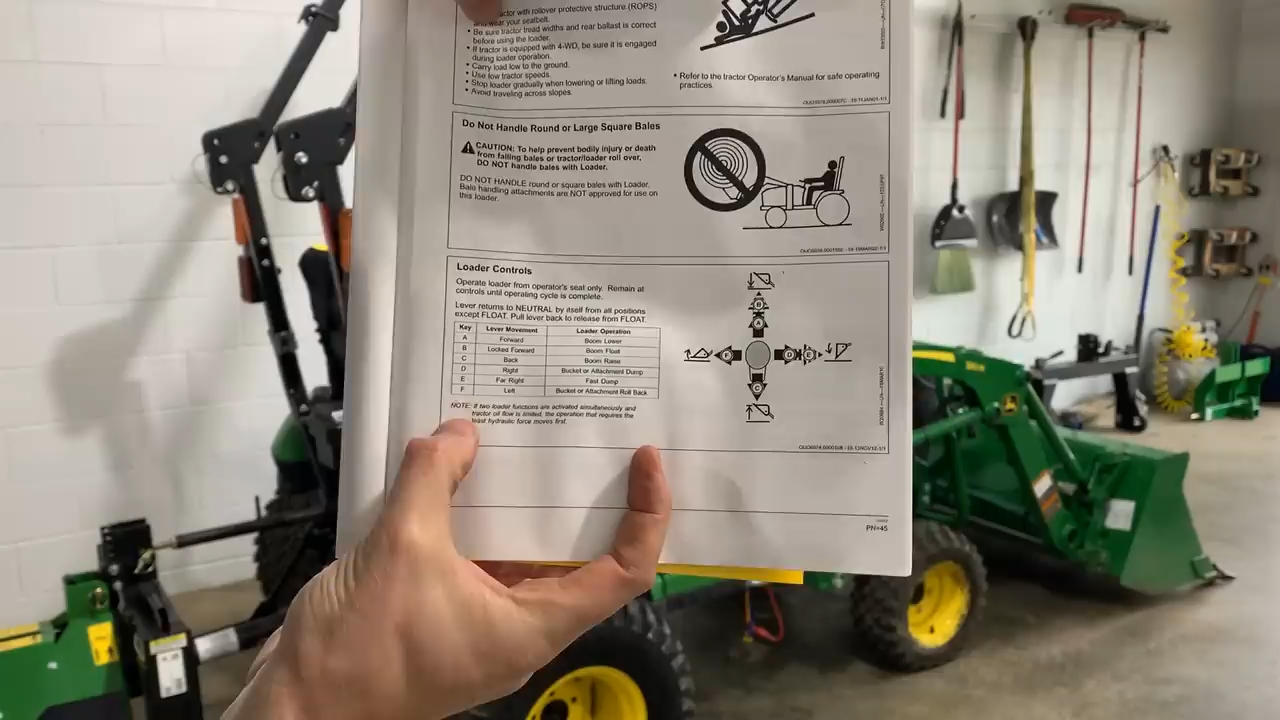 actor with rollover protective structure (ROPS)
and wear your seatbelt.
• Be sure tractor tread widths and rear ballast is correct
before using the loader.
• If tractor is equipped with 4-WD, be sure it is engaged
during loader operation.
• Carry load low to the ground.
• Use low tractor speeds.
• Stop loader gradually when lowering or lifting loads.
• Avoid traveling across slopes.
• Refer to the tractor Operator's Manual for safe operating
practices.
Do Not Handle Round or Large Square Bales
CAUTION: To help prevent bodily injury or death
from falling bales or tractor/loader roll over,
DO NOT handle bales with Loader.
DO NOT HANDLE round or square bales with Loader.
Bale handling attachments are NOT approved for use on
this loader.
Loader Controls
Operate loader from operator's seat only. Remain at
controls until operating cycle is complete.
Lever returns to NEUTRAL by itself from all positions
except FLOAT. Pull lever back to release from FLOAT.
Key Lever Movement Loader Operation
A Forward Boom Lower
B Locked Forward Boom Float
C Back Boom Raise
D Right Bucket or Attachment Dump
E Far Right Fast Dump
F Left Bucket or Attachment Roll Back
NOTE: If two loader functions are activated simultaneously and
tractor oil flow is limited, the operation that requires the
least hydraulic force moves first.
B
A
F
D
E
C
PN=45